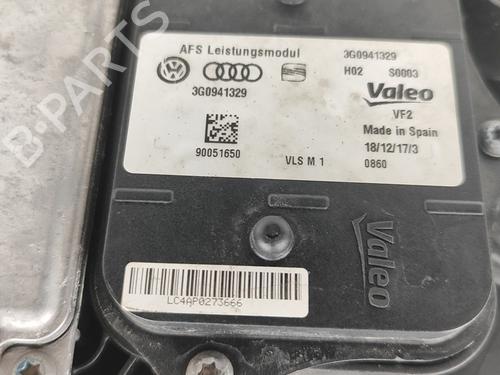 AFS Leistungsmodul 3G0941329
H02 S0003
3G0941329
Valeo
VF2
Made in Spain
90051650 VLS M 1 18/12/17/3
0860
Valeo
LC4AP0273666
B-PARTS